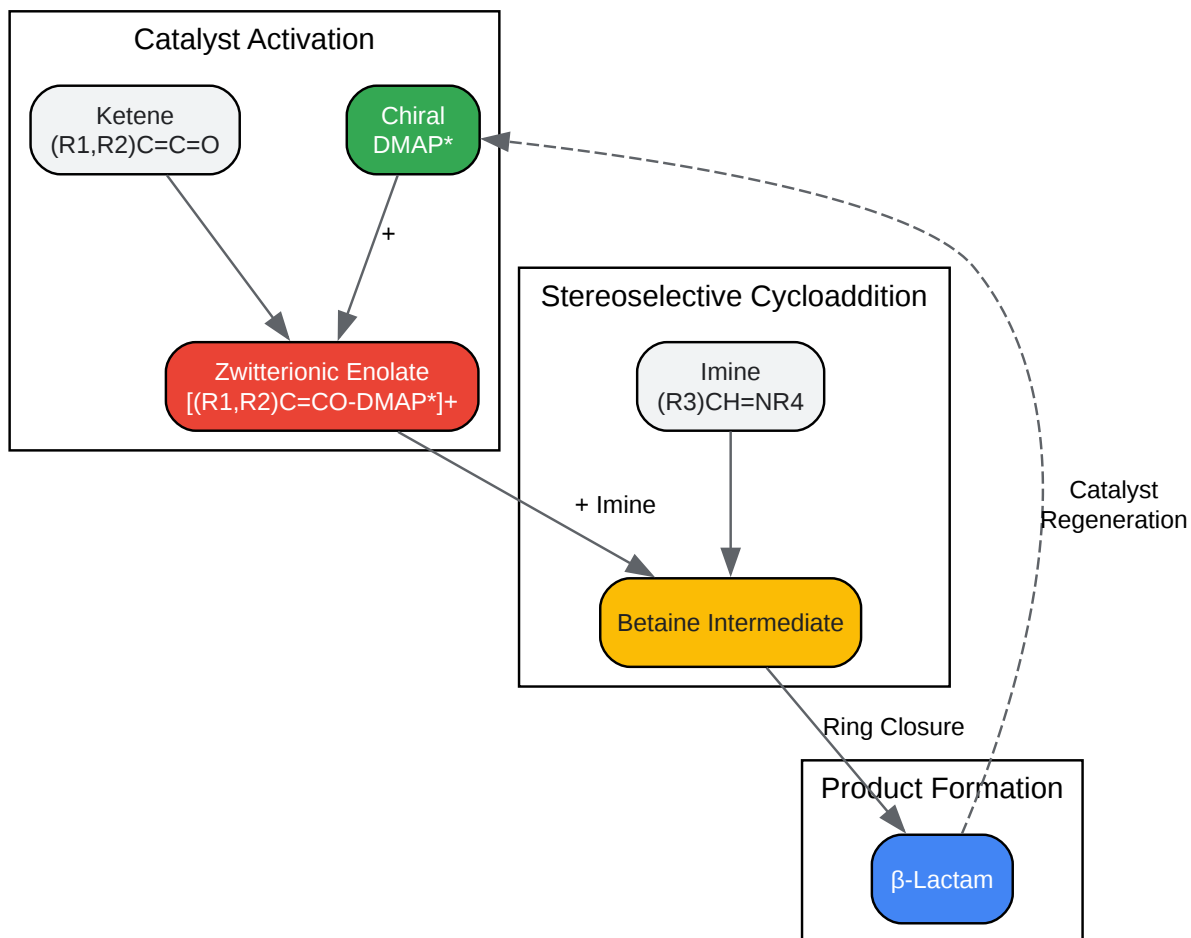 Catalyst Activation
Ketene
(R1,R2)C=C=O
Chiral
DMAP*
+
Zwitterionic Enolate
[(R1,R2)C=CO-DMAP*]+
Stereoselective Cycloaddition
Imine
(R3)CH=NR4
+ Imine
Catalyst
Regeneration
Betaine Intermediate
Ring Closure
Product Formation
β-Lactam